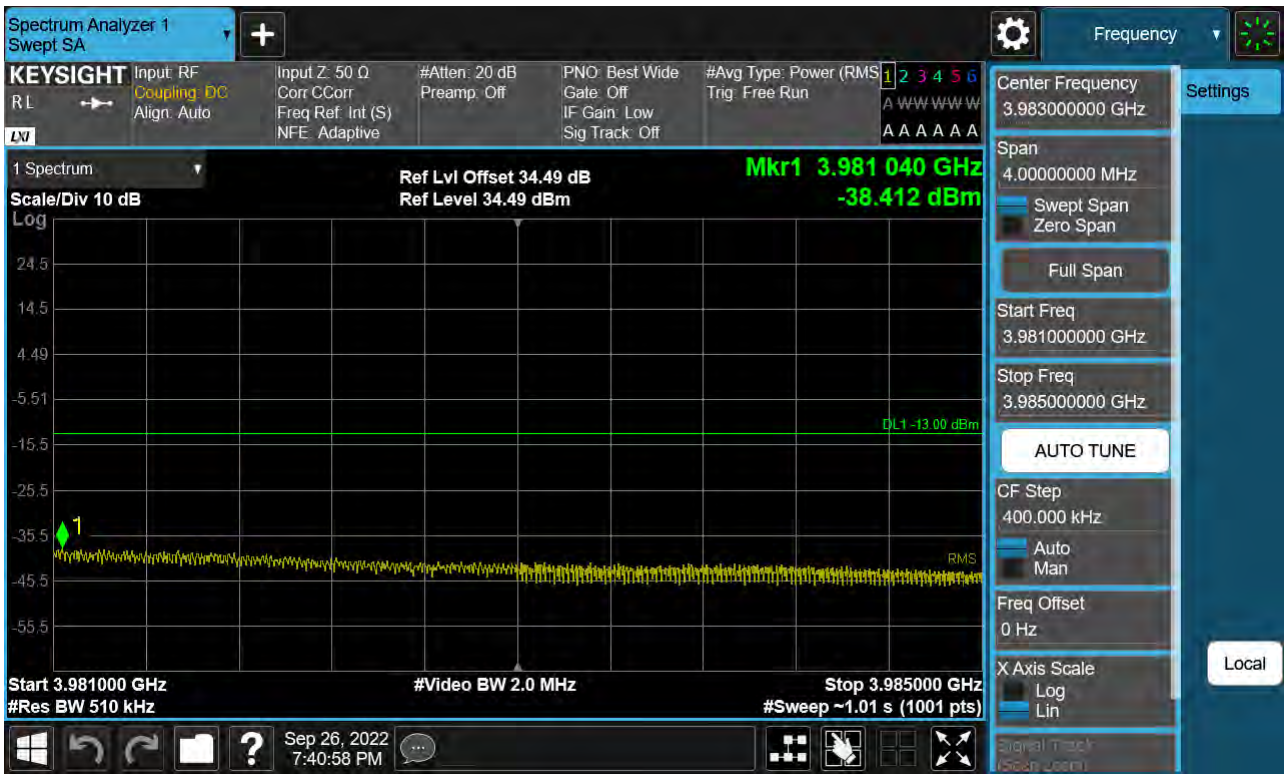 Spectrum Analyzer 1
Swept SA
Frequency
KEYSIGHT
R L
LXI
Input: RF
Coupling: DC
Align: Auto
Input Z: 50 Ω
Corr CCorr
Freq Ref: Int (S)
NFE: Adaptive
#Atten: 20 dB
Preamp: Off
PNO: Best Wide
Gate: Off
IF Gain: Low
Sig Track: Off
#Avg Type: Power (RMS
Trig: Free Run
1 2 3 4 5 6
A W W W W W
A A A A A A
1 Spectrum
Scale/Div 10 dB
Log
Ref Lvl Offset 34.49 dB
Ref Level 34.49 dBm
Mkr1 3.981 040 GHz
-38.412 dBm
24.5
14.5
4.49
-5.51
DL1 -13.00 dBm
-15.5
-25.5
-35.5
1
RMS
-45.5
-55.5
Start 3.981000 GHz
#Res BW 510 kHz
#Video BW 2.0 MHz
Stop 3.985000 GHz
#Sweep ~1.01 s (1001 pts)
Center Frequency
3.983000000 GHz
Span
4.00000000 MHz
Swept Span
Zero Span
Full Span
Start Freq
3.981000000 GHz
Stop Freq
3.985000000 GHz
AUTO TUNE
CF Step
400.000 kHz
Auto
Man
Freq Offset
0 Hz
X Axis Scale
Log
Lin
Signal Track
(Span Zoom)
Settings
Local
?
Sep 26, 2022
7:40:58 PM